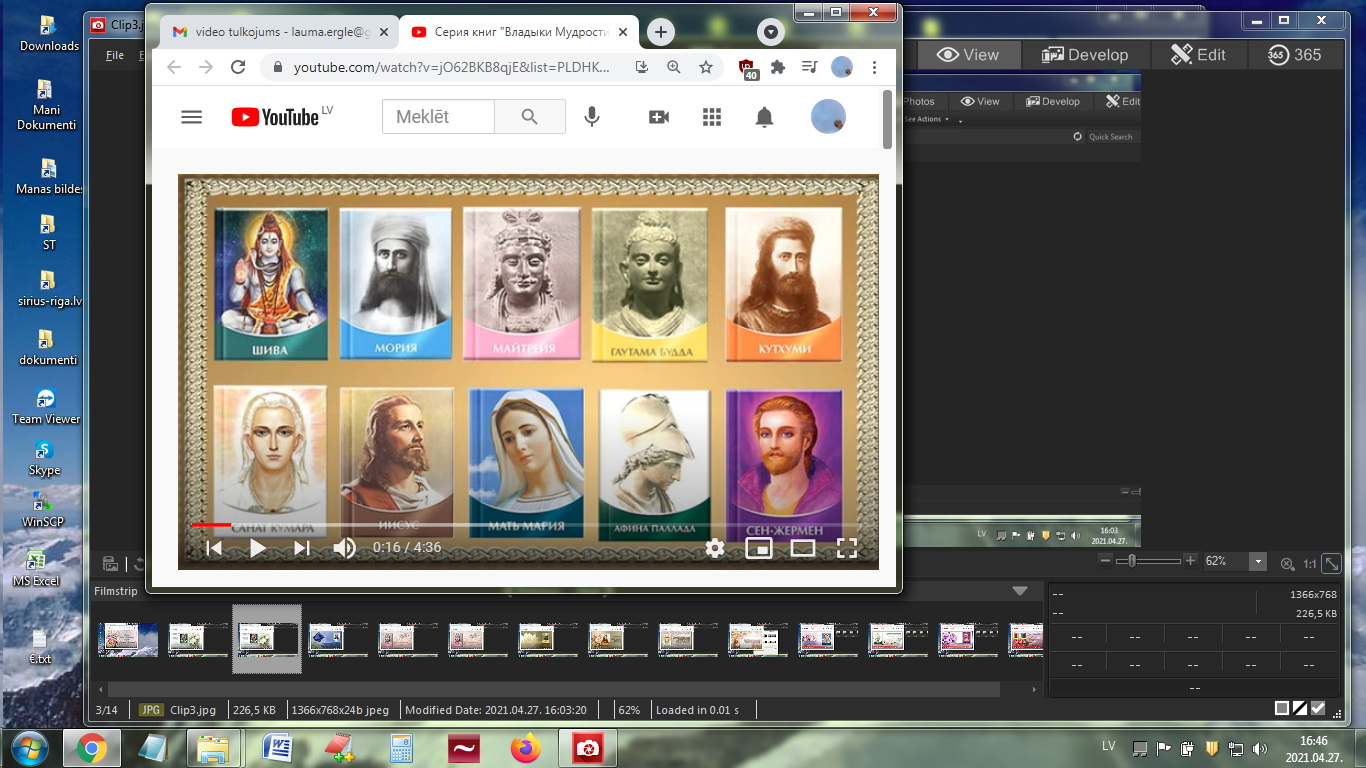 Downloads
Mani
Dokumenti
Manas bildes
ST
sirius-riga.lv
dokumenti
Team Viewer
Skype
WinSCP
MS Excel
€.txt
Clip3.jpg
File
View
Develop
Edit
365
video tulkojums - lauma.ergle@g
Серия книг "Владыки Мудрости
youtube.com/watch?v=jO62BKB8qjE&list=PLDHK...
40
YouTube LV
Meklēt
ШИВА
МОРИЯ
МАЙТРЕЙЯ
ГАУТАМА БУДДА
КУТХУМИ
САНАТ КУМАРА
ИИСУС
МАТЬ МАРИЯ
АФИНА ПАЛЛАДА
СЕН-ЖЕРМЕН
0:16 / 4:36
Photos
View
Develop
Edit
See Actions
Quick Search
LV
16:03
2021.04.27.
62%
1:1
Filmstrip
--
1366x768
--
226,5 KB
-- -- -- -- --
-- -- -- -- --
--
3/14
JPG
Clip3.jpg
226,5 KB
1366x768x24b jpeg
Modified Date: 2021.04.27. 16:03:20
62%
Loaded in 0.01 s
LV
16:46
2021.04.27.